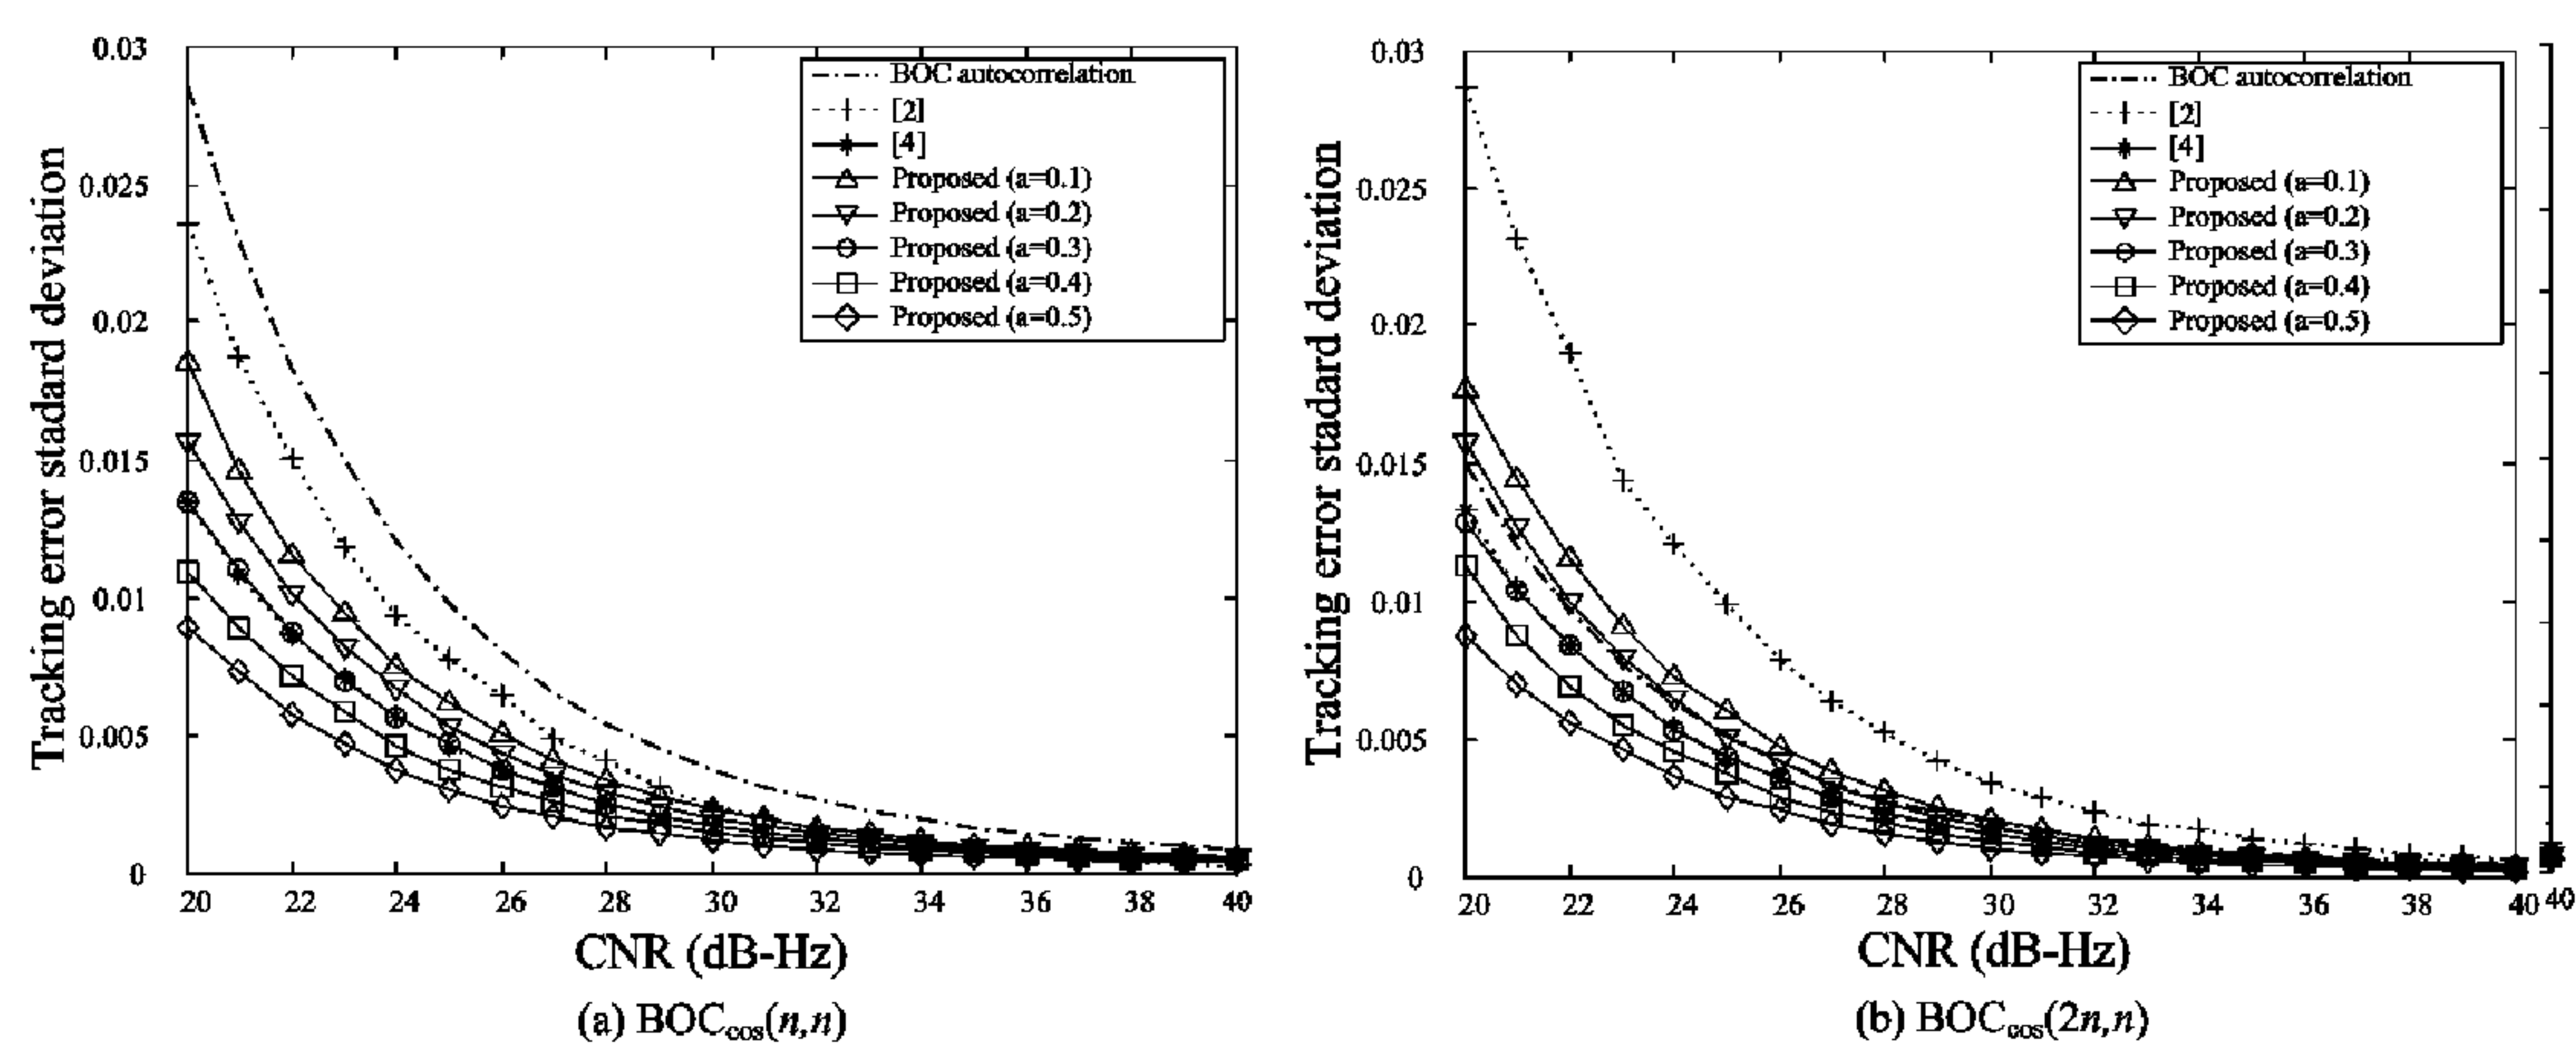 0.03
0.025
0.02
0.015
0.01
0.005
0
Tracking error stadard deviation
BOC autocorrelation
[2]
[4]
Proposed (a=0.1)
Proposed (a=0.2)
Proposed (a=0.3)
Proposed (a=0.4)
Proposed (a=0.5)
20 22 24 26 28 30 32 34 36 38 40
CNR (dB-Hz)
(a) BOCcos(n,n)
0.03
0.025
0.02
0.015
0.01
0.005
0
Tracking error stadard deviation
BOC autocorrelation
[2]
[4]
Proposed (a=0.1)
Proposed (a=0.2)
Proposed (a=0.3)
Proposed (a=0.4)
Proposed (a=0.5)
20 22 24 26 28 30 32 34 36 38 40 40
CNR (dB-Hz)
(b) BOCcos(2n,n)